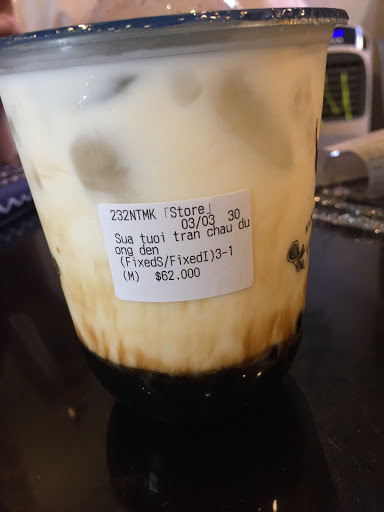 232NTMK「Store」
03/03 30
Sua tuoi tran chau du
ong den
(FixedS/FixedI)3-1
(M) $62.000